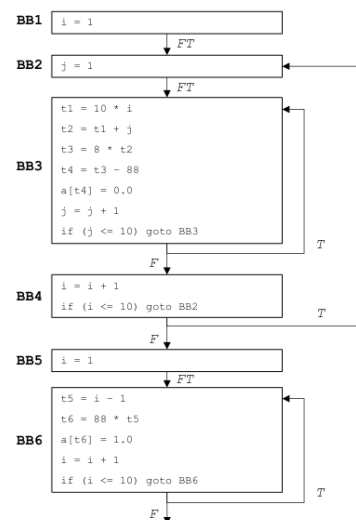 BB1
i = 1
FT
BB2
j = 1
FT
BB3
t1 = 10 * i
t2 = t1 + j
t3 = 8 * t2
t4 = t3 - 88
a[t4] = 0.0
j = j + 1
if (j <= 10) goto BB3
F
T
BB4
i = i + 1
if (i <= 10) goto BB2
F
T
BB5
i = 1
FT
BB6
t5 = i - 1
t6 = 88 * t5
a[t6] = 1.0
i = i + 1
if (i <= 10) goto BB6
F
T